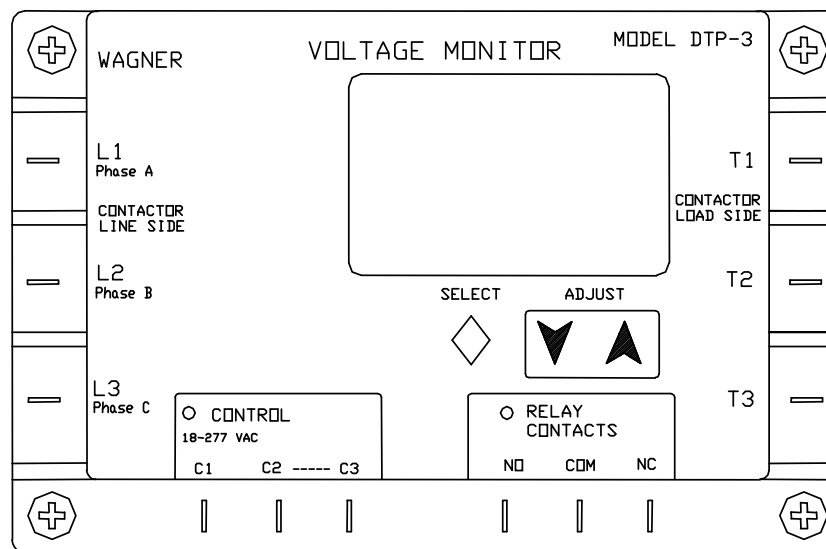 WAGNER
VOLTAGE MONITOR
MODEL DTP-3
L1
Phase A
T1
CONTACTOR
LINE SIDE
CONTACTOR
LOAD SIDE
L2
Phase B
T2
SELECT
ADJUST
L3
Phase C
T3
CONTROL
18-277 VAC
C1 C2 ----- C3
RELAY
CONTACTS
NO COM NC